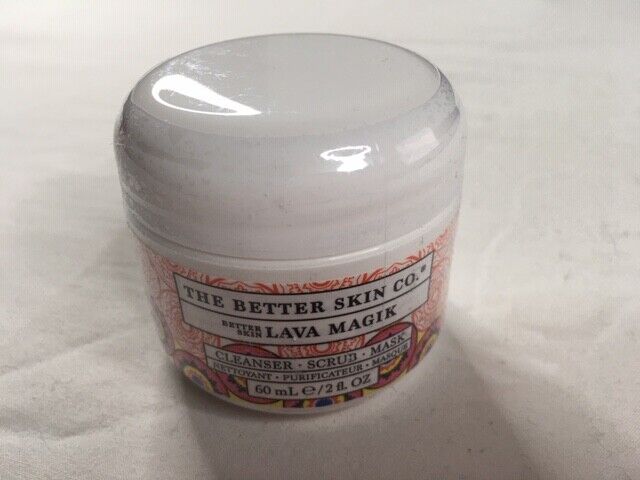 THE BETTER SKIN CO.®
BETTER SKIN LAVA MAGIK
CLEANSER · SCRUB · MASK
NETTOYANT · PURIFICATEUR · MASQUE
60 mL ℮/2 fl. OZ